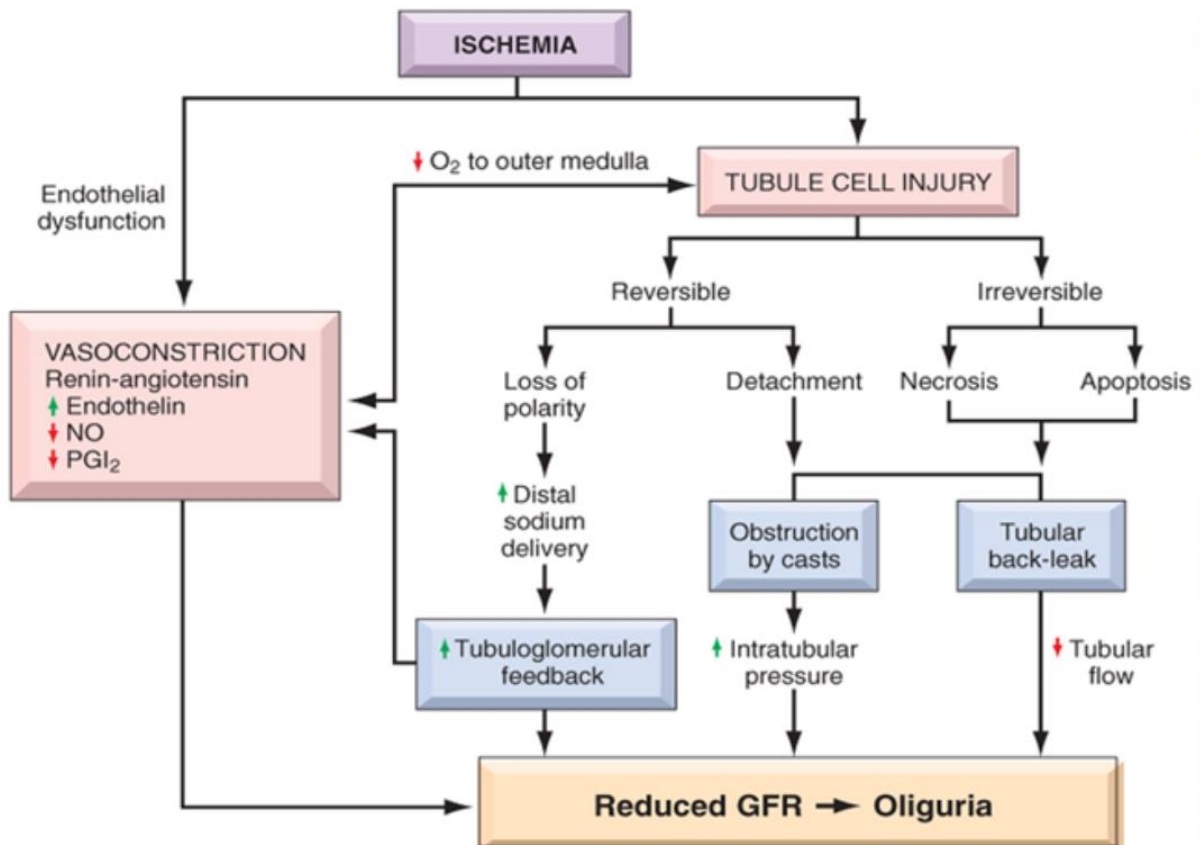 ISCHEMIA
O₂ to outer medulla
TUBULE CELL INJURY
Endothelial
dysfunction
Reversible
Irreversible
VASOCONSTRICTION
Renin-angiotensin
Endothelin
NO
PGI₂
Loss of
polarity
Detachment
Necrosis
Apoptosis
Distal
sodium
delivery
Obstruction
by casts
Tubular
back-leak
Tubuloglomerular
feedback
Intratubular
pressure
Tubular
flow
Reduced GFR → Oliguria